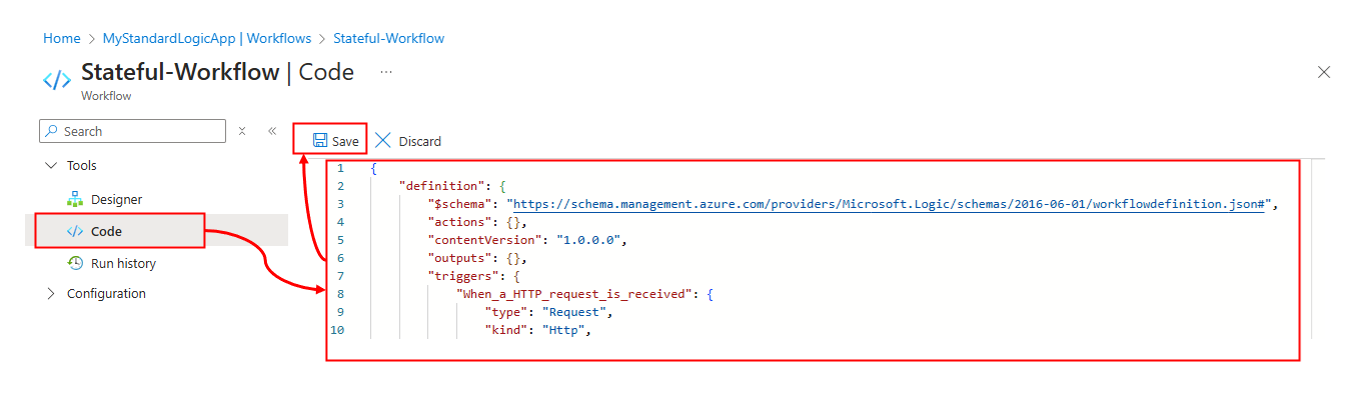 Home > MyStandardLogicApp | Workflows > Stateful-Workflow
</> Stateful-Workflow | Code ...
Workflow
Search
Tools
Designer
</> Code
Run history
Configuration
Save Discard
1 {
2 "definition": {
3 "$schema": "https://schema.management.azure.com/providers/Microsoft.Logic/schemas/2016-06-01/workflowdefinition.json#",
4 "actions": {},
5 "contentVersion": "1.0.0.0",
6 "outputs": {},
7 "triggers": {
8 "When_a_HTTP_request_is_received": {
9 "type": "Request",
10 "kind": "Http",